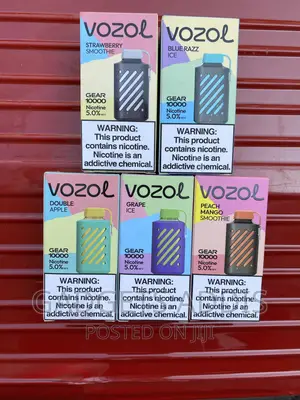 VOZOL
STRAWBERRY
SMOOTHIE
GEAR
10000
Nicotine
5.0%
WARNING:
This product
contains nicotine.
Nicotine is an
addictive chemical.
VOZOL
BLUE RAZZ
ICE
GEAR
10000
Nicotine
5.0%
WARNING:
This product
contains nicotine.
Nicotine is an
addictive chemical.
VOZOL
DOUBLE
APPLE
GEAR
10000
Nicotine
5.0%
WARNING:
This product
contains nicotine.
Nicotine is an
addictive chemical.
VOZOL
GRAPE
ICE
GEAR
10000
Nicotine
5.0%
WARNING:
This product
contains nicotine.
Nicotine is an
addictive chemical.
VOZOL
PEACH
MANGO
SMOOTHIE
GEAR
10000
Nicotine
5.0%
WARNING:
This product
contains nicotine.
Nicotine is an
addictive chemical.
POSTED ON JIJI